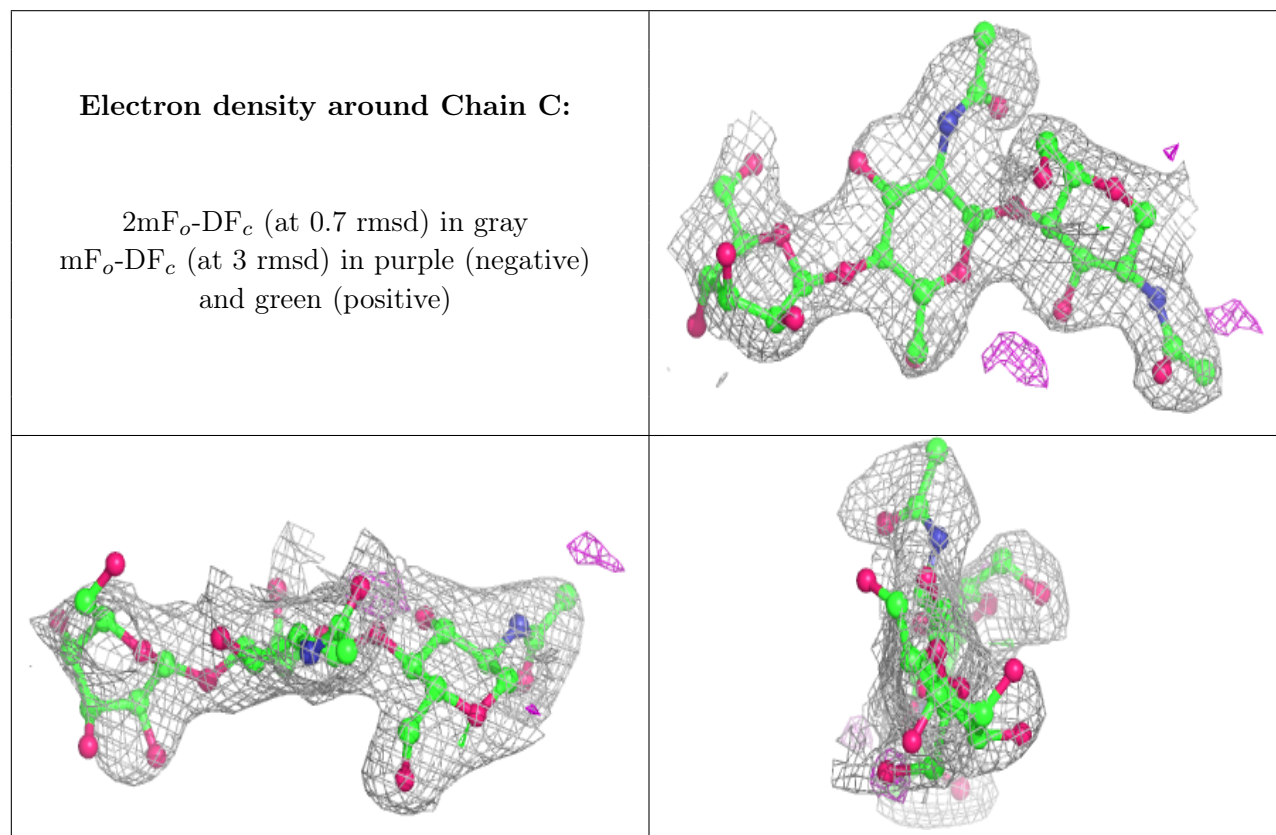 Electron density around Chain C:
2mFₒ-DF𝒸 (at 0.7 rmsd) in gray
mFₒ-DF𝒸 (at 3 rmsd) in purple (negative)
and green (positive)